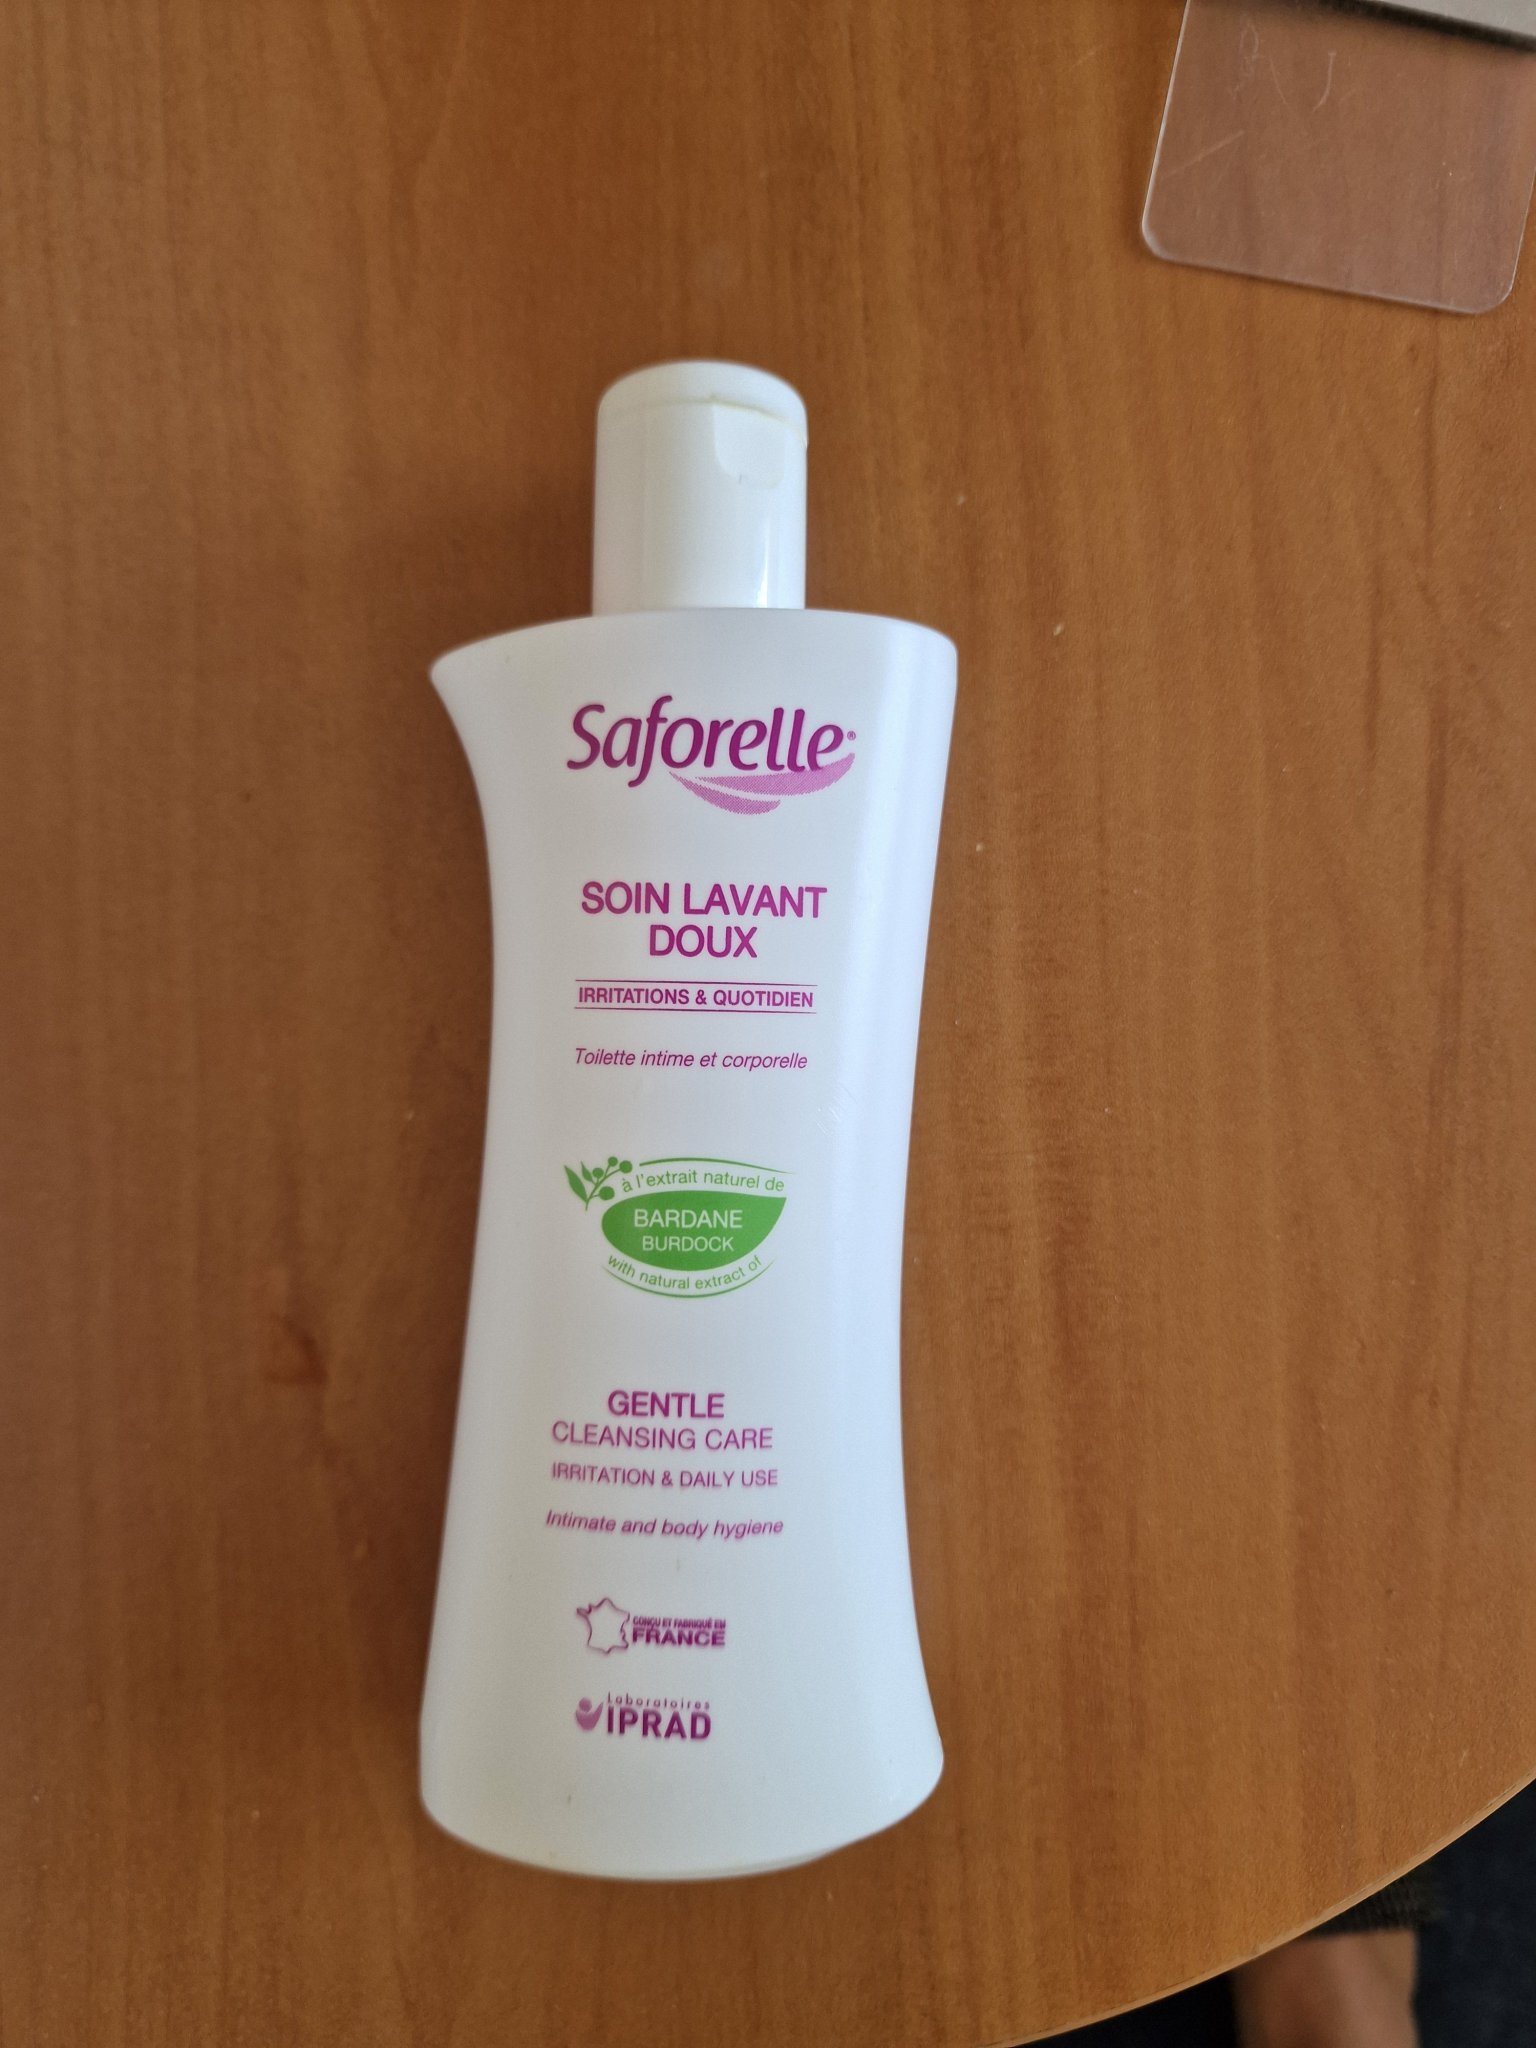 Saforelle®
SOIN LAVANT
DOUX
IRRITATIONS & QUOTIDIEN
Toilette intime et corporelle
à l'extrait naturel de
BARDANE
BURDOCK
with natural extract of
GENTLE
CLEANSING CARE
IRRITATION & DAILY USE
Intimate and body hygiene
CONÇU ET FABRIQUÉ EN
FRANCE
Laboratoires
IPRAD